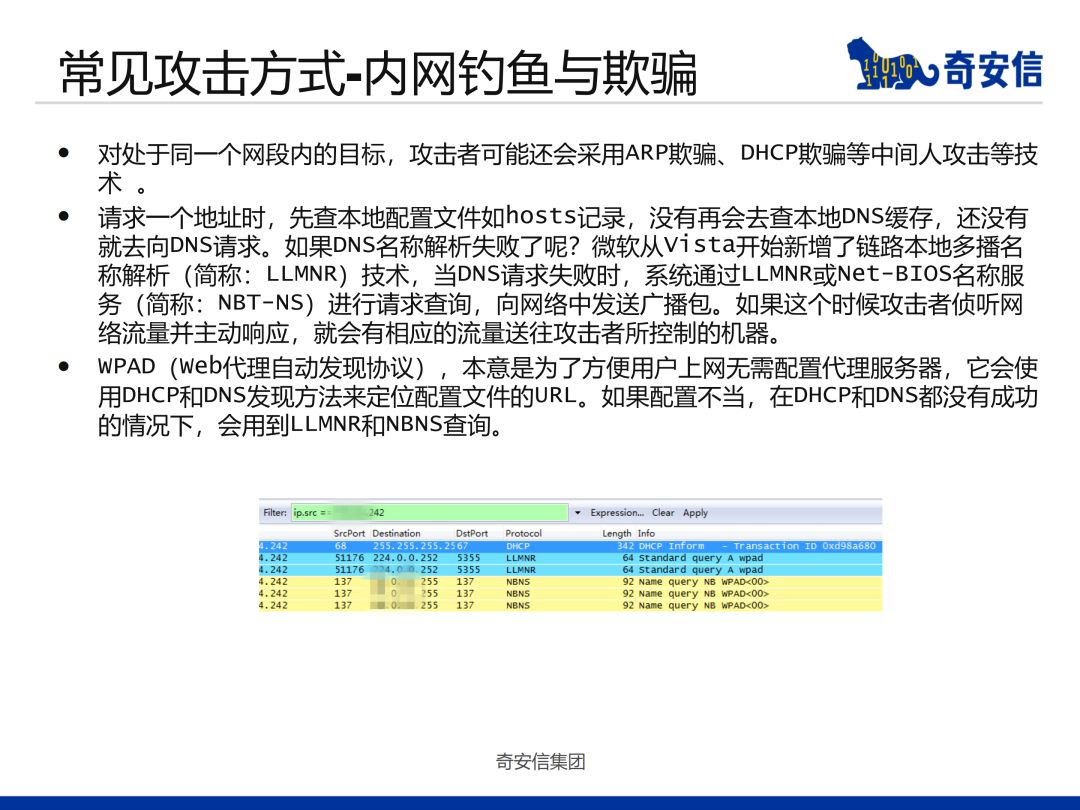 常见攻击方式-内网钓鱼与欺骗
奇安信
• 对处于同一个网段内的目标，攻击者可能还会采用ARP欺骗、DHCP欺骗等中间人攻击等技
术 。
• 请求一个地址时，先查本地配置文件如hosts记录，没有再会去查本地DNS缓存，还没有
就去向DNS请求。如果DNS名称解析失败了呢？微软从Vista开始新增了链路本地多播名
称解析（简称：LLMNR）技术，当DNS请求失败时，系统通过LLMNR或Net-BIOS名称服
务（简称：NBT-NS）进行请求查询，向网络中发送广播包。如果这个时候攻击者侦听网
络流量并主动响应，就会有相应的流量送往攻击者所控制的机器。
• WPAD（Web代理自动发现协议），本意是为了方便用户上网无需配置代理服务器，它会使
用DHCP和DNS发现方法来定位配置文件的URL。如果配置不当，在DHCP和DNS都没有成功
的情况下，会用到LLMNR和NBNS查询。
Filter: ip.src == .242 Expression... Clear Apply
SrcPort Destination DstPort Protocol Length Info
4.242 68 255.255.255.2567 DHCP 342 DHCP Inform - Transaction ID 0xd98a680
4.242 51176 224.0.0.252 5355 LLMNR 64 Standard query A wpad
4.242 51176 224.0.0.252 5355 LLMNR 64 Standard query A wpad
4.242 137 0. 255 137 NBNS 92 Name query NB WPAD<00>
4.242 137 0. 255 137 NBNS 92 Name query NB WPAD<00>
4.242 137 0. 255 137 NBNS 92 Name query NB WPAD<00>
奇安信集团